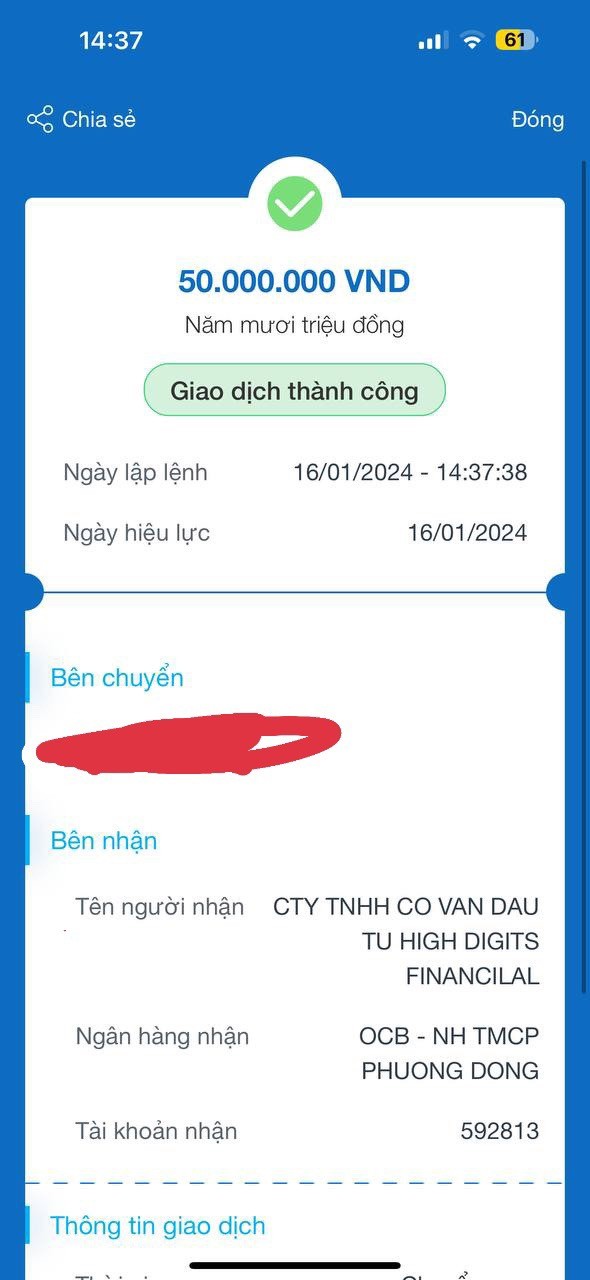 14:37
61
Chia sẻ
Đóng
50.000.000 VND
Năm mươi triệu đồng
Giao dịch thành công
Ngày lập lệnh 16/01/2024 - 14:37:38
Ngày hiệu lực 16/01/2024
Bên chuyển
Bên nhận
Tên người nhận CTY TNHH CO VAN DAU
TU HIGH DIGITS
FINANCILAL
Ngân hàng nhận OCB - NH TMCP
PHUONG DONG
Tài khoản nhận 592813
Thông tin giao dịch